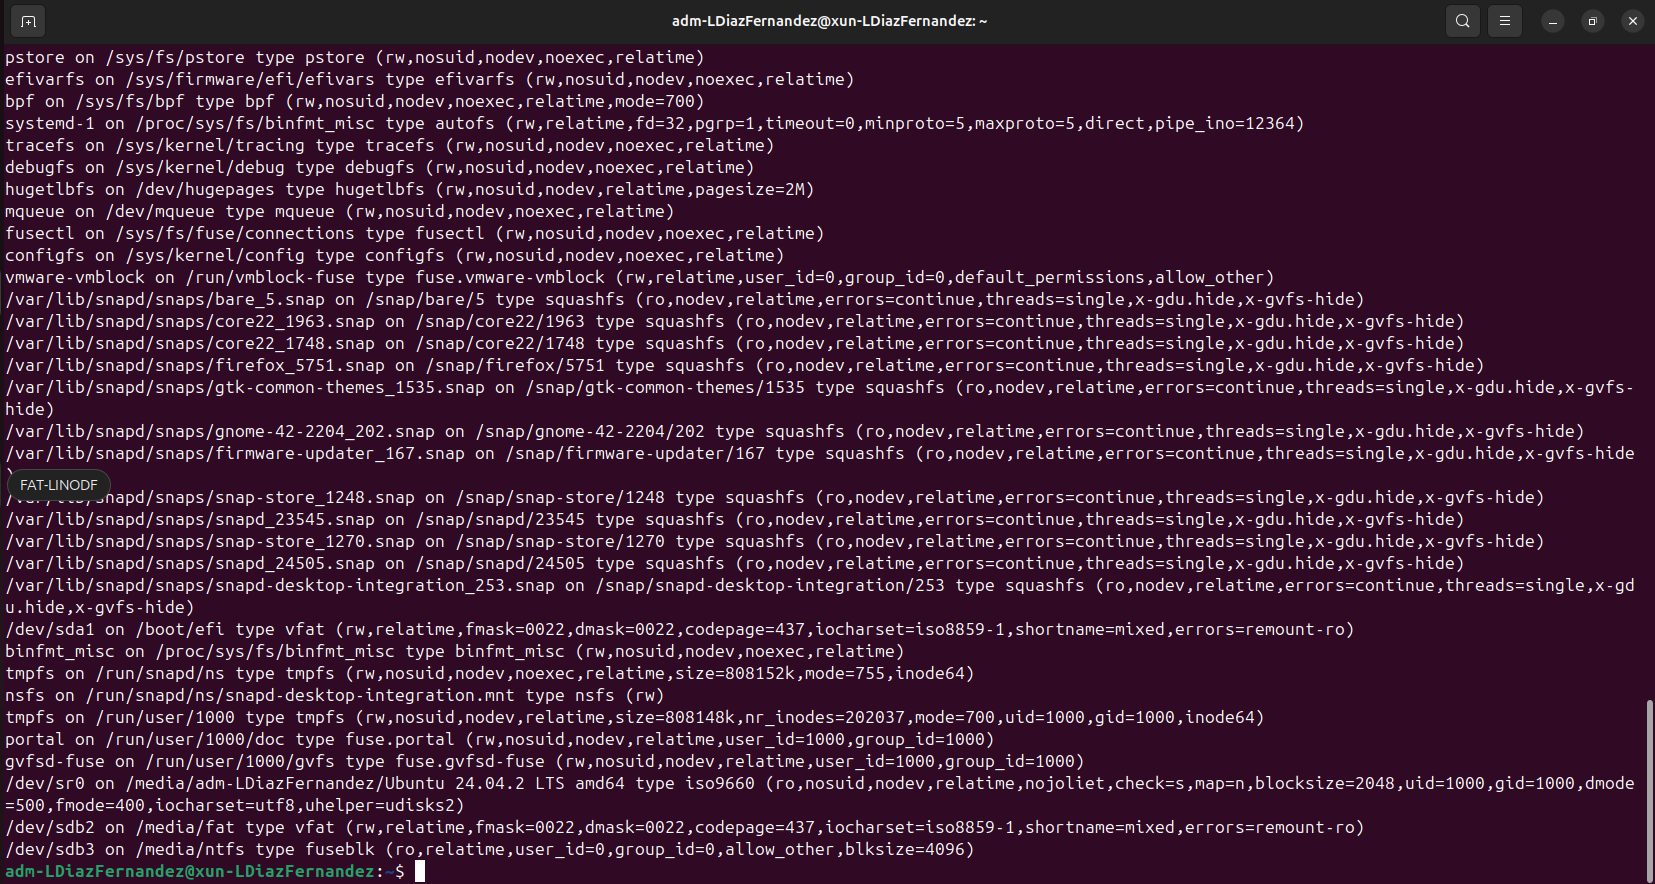 adm-LDiazFernandez@xun-LDiazFernandez: ~
pstore on /sys/fs/pstore type pstore (rw,nosuid,nodev,noexec,relatime)
efivarfs on /sys/firmware/efi/efivars type efivarfs (rw,nosuid,nodev,noexec,relatime)
bpf on /sys/fs/bpf type bpf (rw,nosuid,nodev,noexec,relatime,mode=700)
systemd-1 on /proc/sys/fs/binfmt_misc type autofs (rw,relatime,fd=32,pgrp=1,timeout=0,minproto=5,maxproto=5,direct,pipe_ino=12364)
tracefs on /sys/kernel/tracing type tracefs (rw,nosuid,nodev,noexec,relatime)
debugfs on /sys/kernel/debug type debugfs (rw,nosuid,nodev,noexec,relatime)
hugetlbfs on /dev/hugepages type hugetlbfs (rw,nosuid,nodev,relatime,pagesize=2M)
mqueue on /dev/mqueue type mqueue (rw,nosuid,nodev,noexec,relatime)
fusectl on /sys/fs/fuse/connections type fusectl (rw,nosuid,nodev,noexec,relatime)
configfs on /sys/kernel/config type configfs (rw,nosuid,nodev,noexec,relatime)
vmware-vmblock on /run/vmblock-fuse type fuse.vmware-vmblock (rw,relatime,user_id=0,group_id=0,default_permissions,allow_other)
/var/lib/snapd/snaps/bare_5.snap on /snap/bare/5 type squashfs (ro,nodev,relatime,errors=continue,threads=single,x-gdu.hide,x-gvfs-hide)
/var/lib/snapd/snaps/core22_1963.snap on /snap/core22/1963 type squashfs (ro,nodev,relatime,errors=continue,threads=single,x-gdu.hide,x-gvfs-hide)
/var/lib/snapd/snaps/core22_1748.snap on /snap/core22/1748 type squashfs (ro,nodev,relatime,errors=continue,threads=single,x-gdu.hide,x-gvfs-hide)
/var/lib/snapd/snaps/firefox_5751.snap on /snap/firefox/5751 type squashfs (ro,nodev,relatime,errors=continue,threads=single,x-gdu.hide,x-gvfs-hide)
/var/lib/snapd/snaps/gtk-common-themes_1535.snap on /snap/gtk-common-themes/1535 type squashfs (ro,nodev,relatime,errors=continue,threads=single,x-gdu.hide,x-gvfs-
hide)
/var/lib/snapd/snaps/gnome-42-2204_202.snap on /snap/gnome-42-2204/202 type squashfs (ro,nodev,relatime,errors=continue,threads=single,x-gdu.hide,x-gvfs-hide)
/var/lib/snapd/snaps/firmware-updater_167.snap on /snap/firmware-updater/167 type squashfs (ro,nodev,relatime,errors=continue,threads=single,x-gdu.hide,x-gvfs-hide
)
FAT-LINODF
/var/lib/snapd/snaps/snap-store_1248.snap on /snap/snap-store/1248 type squashfs (ro,nodev,relatime,errors=continue,threads=single,x-gdu.hide,x-gvfs-hide)
/var/lib/snapd/snaps/snapd_23545.snap on /snap/snapd/23545 type squashfs (ro,nodev,relatime,errors=continue,threads=single,x-gdu.hide,x-gvfs-hide)
/var/lib/snapd/snaps/snap-store_1270.snap on /snap/snap-store/1270 type squashfs (ro,nodev,relatime,errors=continue,threads=single,x-gdu.hide,x-gvfs-hide)
/var/lib/snapd/snaps/snapd_24505.snap on /snap/snapd/24505 type squashfs (ro,nodev,relatime,errors=continue,threads=single,x-gdu.hide,x-gvfs-hide)
/var/lib/snapd/snaps/snapd-desktop-integration_253.snap on /snap/snapd-desktop-integration/253 type squashfs (ro,nodev,relatime,errors=continue,threads=single,x-gd
u.hide,x-gvfs-hide)
/dev/sda1 on /boot/efi type vfat (rw,relatime,fmask=0022,dmask=0022,codepage=437,iocharset=iso8859-1,shortname=mixed,errors=remount-ro)
binfmt_misc on /proc/sys/fs/binfmt_misc type binfmt_misc (rw,nosuid,nodev,noexec,relatime)
tmpfs on /run/snapd/ns type tmpfs (rw,nosuid,nodev,noexec,relatime,size=808152k,mode=755,inode64)
nsfs on /run/snapd/ns/snapd-desktop-integration.mnt type nsfs (rw)
tmpfs on /run/user/1000 type tmpfs (rw,nosuid,nodev,relatime,size=808148k,nr_inodes=202037,mode=700,uid=1000,gid=1000,inode64)
portal on /run/user/1000/doc type fuse.portal (rw,nosuid,nodev,relatime,user_id=1000,group_id=1000)
gvfsd-fuse on /run/user/1000/gvfs type fuse.gvfsd-fuse (rw,nosuid,nodev,relatime,user_id=1000,group_id=1000)
/dev/sr0 on /media/adm-LDiazFernandez/Ubuntu 24.04.2 LTS amd64 type iso9660 (ro,nosuid,nodev,relatime,nojoliet,check=s,map=n,blocksize=2048,uid=1000,gid=1000,dmode
=500,fmode=400,iocharset=utf8,uhelper=udisks2)
/dev/sdb2 on /media/fat type vfat (rw,relatime,fmask=0022,dmask=0022,codepage=437,iocharset=iso8859-1,shortname=mixed,errors=remount-ro)
/dev/sdb3 on /media/ntfs type fuseblk (ro,relatime,user_id=0,group_id=0,allow_other,blksize=4096)
adm-LDiazFernandez@xun-LDiazFernandez:~$